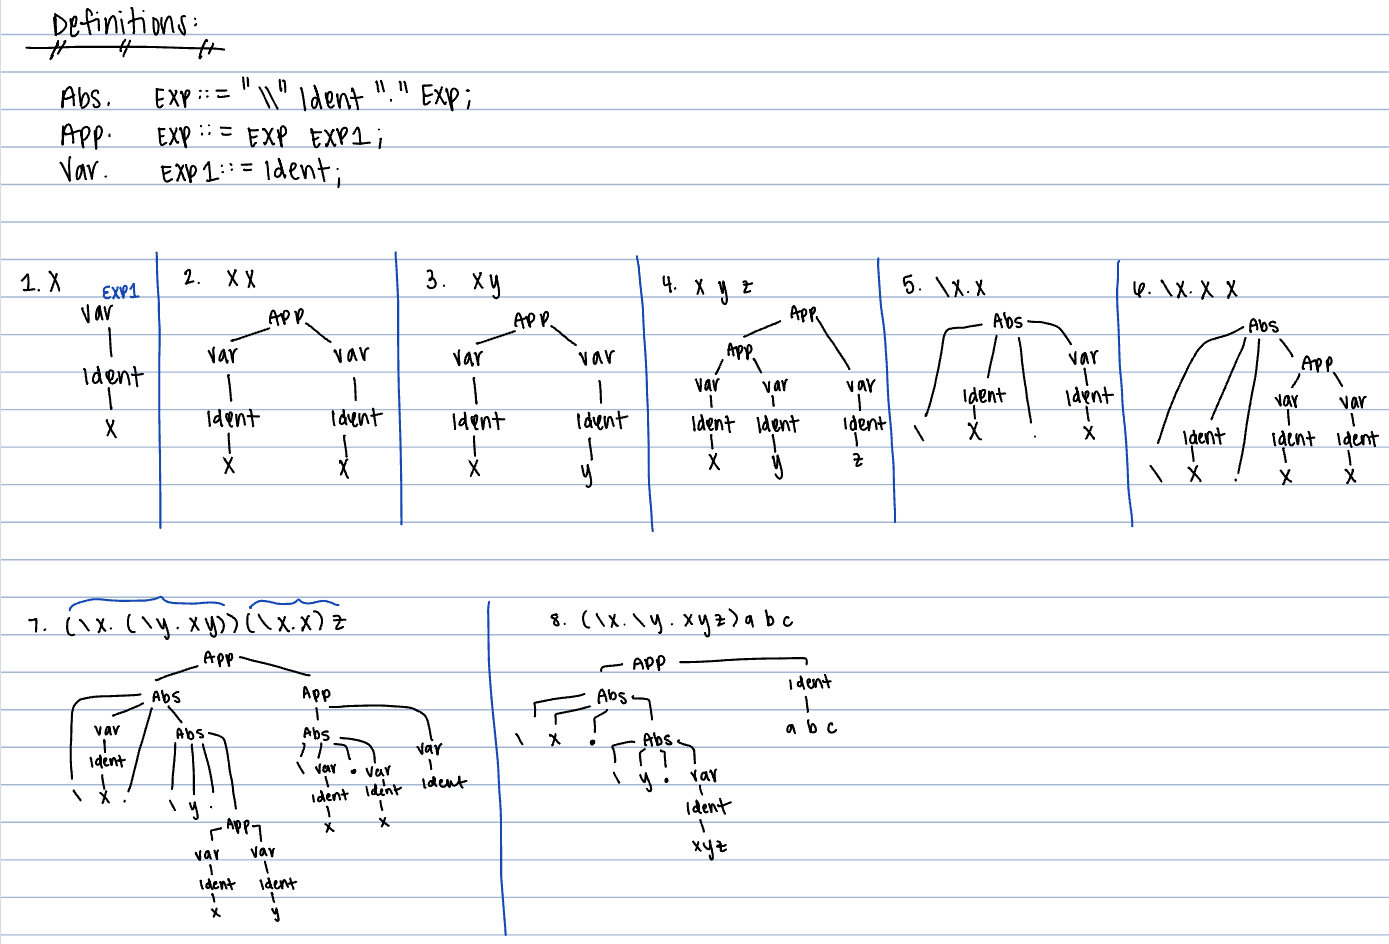 Definitions:
Abs. EXP ::= "\\" Ident "." Exp;
App. EXP ::= EXP EXP1;
Var. EXP1 ::= Ident;
1. X
EXP1
Var
Ident
X
2. X X
App
Var Var
Ident Ident
X X
3. X y
App
Var Var
Ident Ident
X y
4. X y z
App
App
Var Var Var
Ident Ident Ident
X y z
5. \X.X
Abs
Var
Ident Ident
\ X . X
6. \X. X X
Abs
App
Var Var
Ident Ident Ident
\ X . X X
7. (\X. (\y. xy)) (\X.X) z
App
Abs App
Var Abs Abs Var
Ident \ Var . Var Ident
\ X . \ y . Ident Ident
X X
App
Var Var
Ident Ident
X y
8. (\X. \y. xyz) a b c
APP
Abs Ident
\ X . Abs a b c
\ y . Var
Ident
xyz